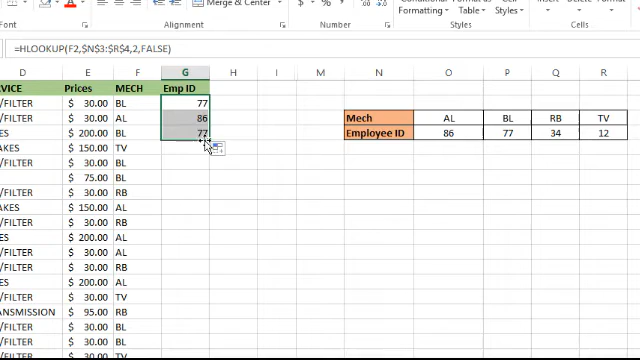 Merge & Center
$
%
Formatting
Table
Styles
Alignment
Number
Styles
Cells
=HLOOKUP(F2,$N$3:$R$4,2,FALSE)
D E F G H I M N O P Q R
VICE Prices MECH Emp ID
/FILTER $ 30.00 BL 77
/FILTER $ 30.00 AL 86 Mech AL BL RB TV
ES $ 200.00 BL 77 Employee ID 86 77 34 12
AKES $ 150.00 TV
/FILTER $ 30.00 BL
$ 75.00 BL
/FILTER $ 30.00 RB
AKES $ 150.00 AL
/FILTER $ 30.00 RB
ES $ 200.00 AL
/FILTER $ 30.00 AL
/FILTER $ 30.00 RB
ES $ 200.00 AL
/FILTER $ 30.00 TV
ANSMISSION $ 95.00 RB
/FILTER $ 30.00 BL
/FILTER $ 30.00 BL
/FILTER $ 30.00 TV